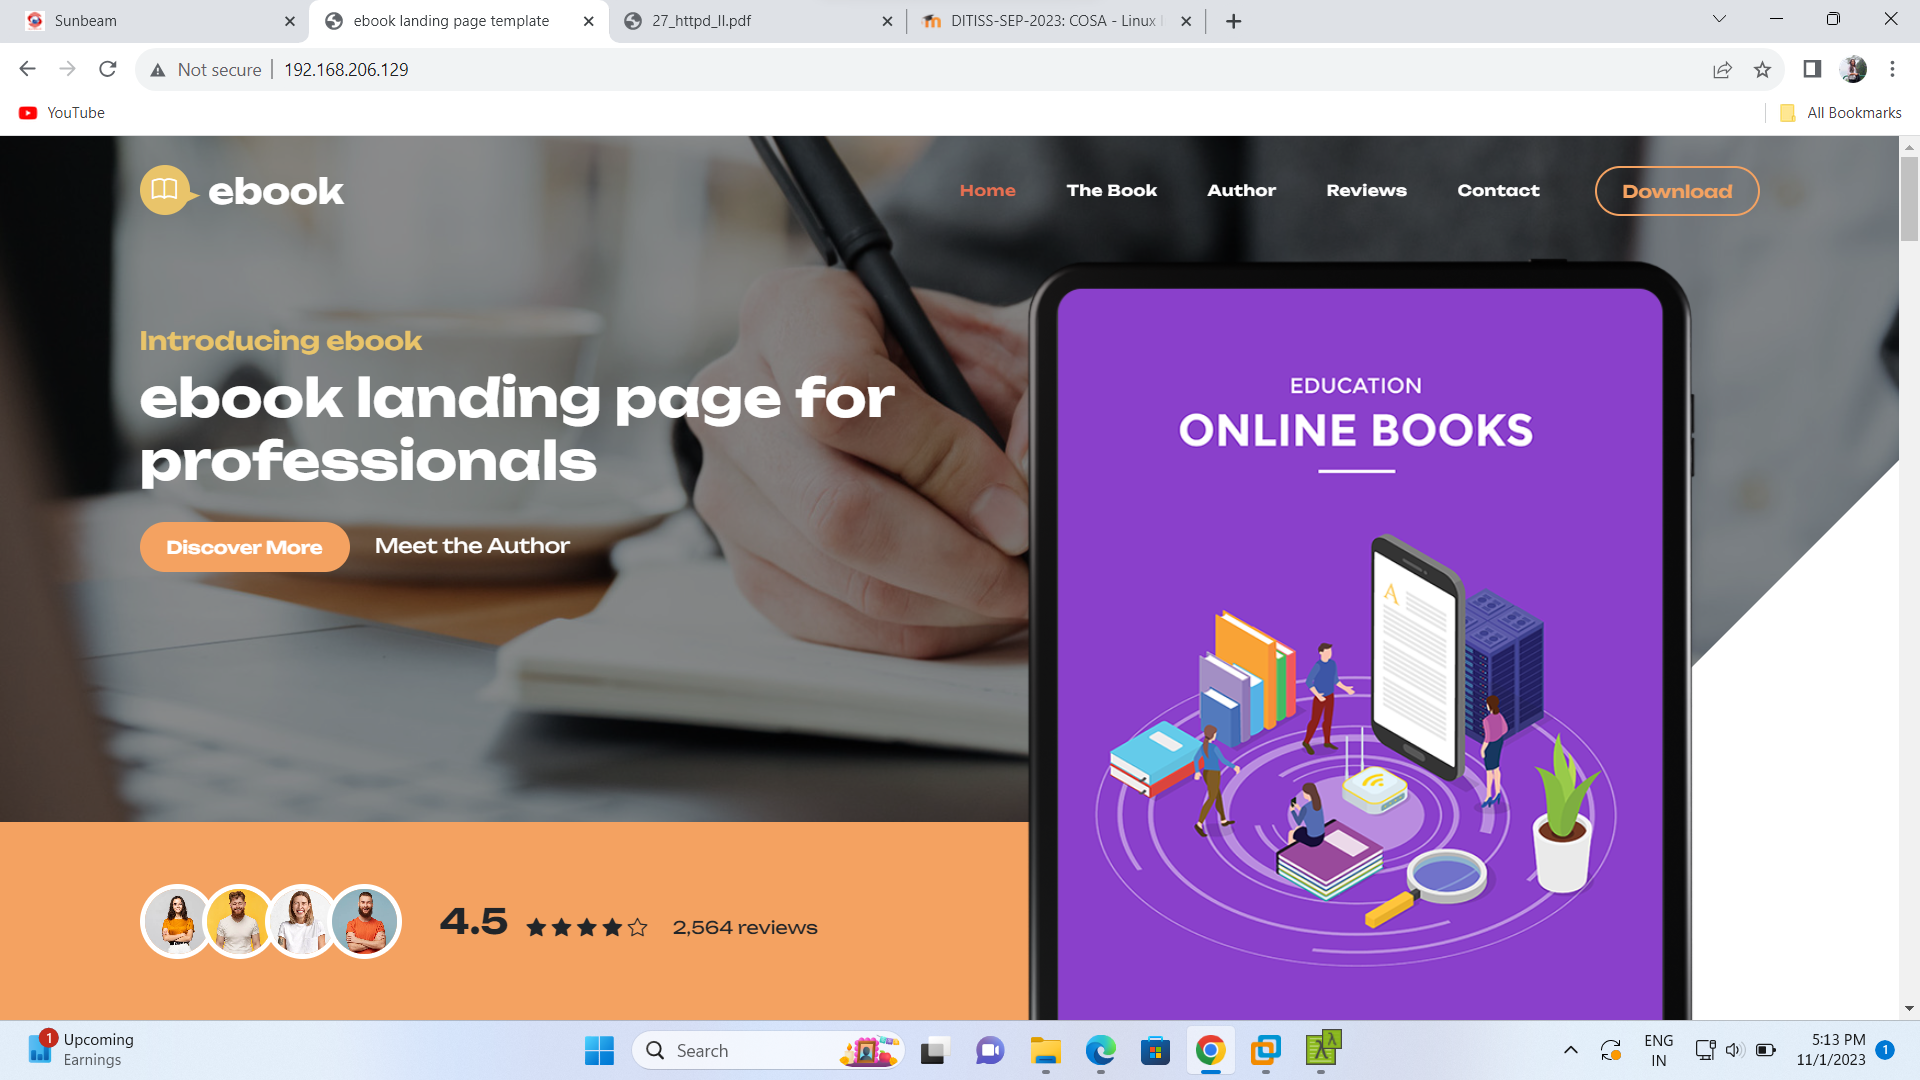 Sunbeam
ebook landing page template
27_httpd_II.pdf
DITISS-SEP-2023: COSA - Linux
Not secure
192.168.206.129
YouTube
All Bookmarks
ebook
Home
The Book
Author
Reviews
Contact
Download
Introducing ebook
ebook landing page for
professionals
Discover More
Meet the Author
EDUCATION
ONLINE BOOKS
A
4.5
2,564 reviews
1
Upcoming
Earnings
Search
ENG
IN
5:13 PM
11/1/2023
1